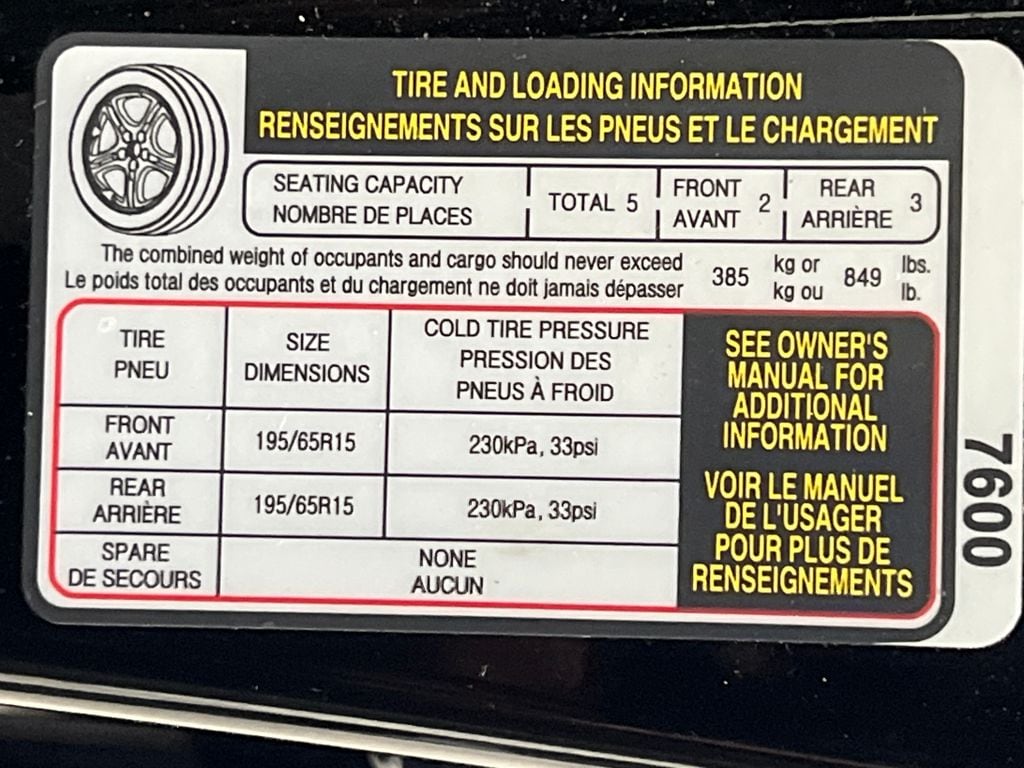 TIRE AND LOADING INFORMATION
RENSEIGNEMENTS SUR LES PNEUS ET LE CHARGEMENT
SEATING CAPACITY
NOMBRE DE PLACES
TOTAL 5
FRONT
AVANT
2
REAR
ARRIÈRE
3
The combined weight of occupants and cargo should never exceed
Le poids total des occupants et du chargement ne doit jamais dépasser
385
kg or
kg ou
849
lbs.
lb.
TIRE
PNEU
SIZE
DIMENSIONS
COLD TIRE PRESSURE
PRESSION DES
PNEUS À FROID
FRONT
AVANT
195/65R15
230kPa, 33psi
REAR
ARRIÈRE
195/65R15
230kPa, 33psi
SPARE
DE SECOURS
NONE
AUCUN
SEE OWNER'S
MANUAL FOR
ADDITIONAL
INFORMATION
VOIR LE MANUEL
DE L'USAGER
POUR PLUS DE
RENSEIGNEMENTS
7600